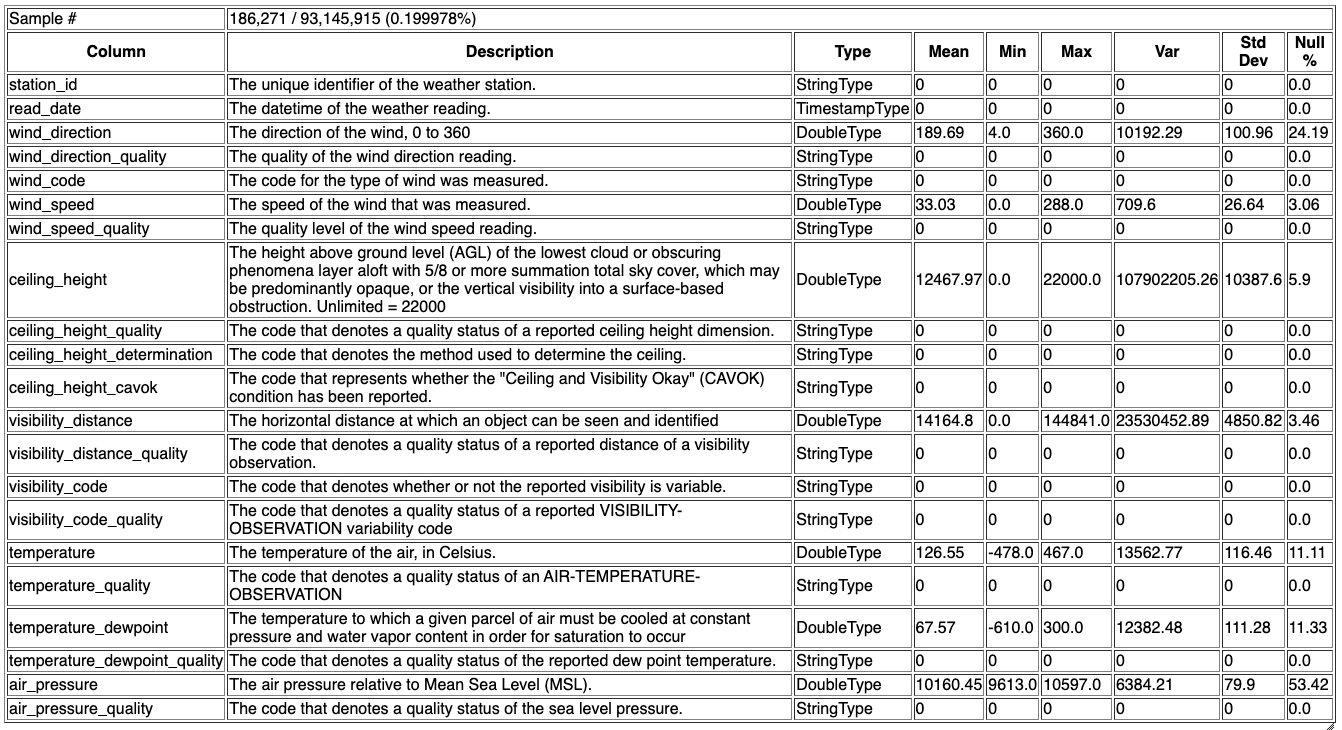 Sample # 186,271 / 93,145,915 (0.199978%)
Column Description Type Mean Min Max Var Std Dev Null %
station_id The unique identifier of the weather station. StringType 0 0 0 0 0 0.0
read_date The datetime of the weather reading. TimestampType 0 0 0 0 0 0.0
wind_direction The direction of the wind, 0 to 360 DoubleType 189.69 4.0 360.0 10192.29 100.96 24.19
wind_direction_quality The quality of the wind direction reading. StringType 0 0 0 0 0 0.0
wind_code The code for the type of wind was measured. StringType 0 0 0 0 0 0.0
wind_speed The speed of the wind that was measured. DoubleType 33.03 0.0 288.0 709.6 26.64 3.06
wind_speed_quality The quality level of the wind speed reading. StringType 0 0 0 0 0 0.0
ceiling_height The height above ground level (AGL) of the lowest cloud or obscuring
phenomena layer aloft with 5/8 or more summation total sky cover, which may
be predominantly opaque, or the vertical visibility into a surface-based
obstruction. Unlimited = 22000 DoubleType 12467.97 0.0 22000.0 107902205.26 10387.6 5.9
ceiling_height_quality The code that denotes a quality status of a reported ceiling height dimension. StringType 0 0 0 0 0 0.0
ceiling_height_determination The code that denotes the method used to determine the ceiling. StringType 0 0 0 0 0 0.0
ceiling_height_cavok The code that represents whether the "Ceiling and Visibility Okay" (CAVOK)
condition has been reported. StringType 0 0 0 0 0 0.0
visibility_distance The horizontal distance at which an object can be seen and identified DoubleType 14164.8 0.0 144841.0 23530452.89 4850.82 3.46
visibility_distance_quality The code that denotes a quality status of a reported distance of a visibility
observation. StringType 0 0 0 0 0 0.0
visibility_code The code that denotes whether or not the reported visibility is variable. StringType 0 0 0 0 0 0.0
visibility_code_quality The code that denotes a quality status of a reported VISIBILITY-
OBSERVATION variability code StringType 0 0 0 0 0 0.0
temperature The temperature of the air, in Celsius. DoubleType 126.55 -478.0 467.0 13562.77 116.46 11.11
temperature_quality The code that denotes a quality status of an AIR-TEMPERATURE-
OBSERVATION StringType 0 0 0 0 0 0.0
temperature_dewpoint The temperature to which a given parcel of air must be cooled at constant
pressure and water vapor content in order for saturation to occur DoubleType 67.57 -610.0 300.0 12382.48 111.28 11.33
temperature_dewpoint_quality The code that denotes a quality status of the reported dew point temperature. StringType 0 0 0 0 0 0.0
air_pressure The air pressure relative to Mean Sea Level (MSL). DoubleType 10160.45 9613.0 10597.0 6384.21 79.9 53.42
air_pressure_quality The code that denotes a quality status of the sea level pressure. StringType 0 0 0 0 0 0.0